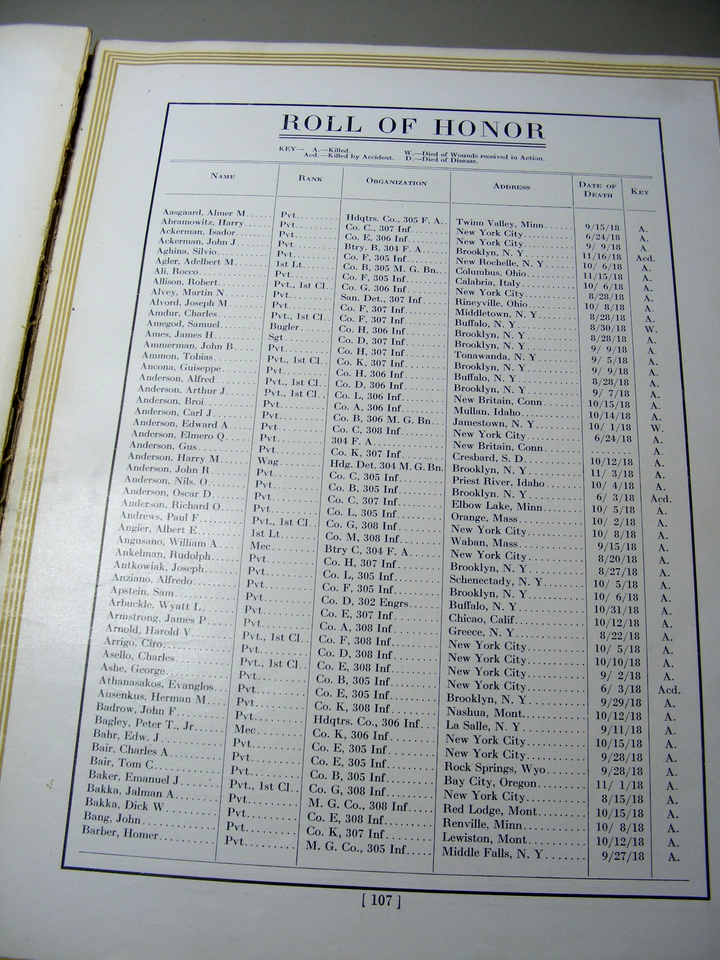 ROLL OF HONOR
KEY— A.—Killed. W.—Died of Wounds received in Action.
Acd.—Killed by Accident. D.—Died of Disease.
NAME
Aasgaard, Almer M
Abramowitz, Harry
Ackerman, Isador
Ackerman, John J
Aghina, Silvio
Agler, Adelbert M.
Ali, Rocco
Allison, Robert
Alvey, Martin N
Alvord, Joseph M
Amdur, Charles
Amegod, Samuel
Ames, James H
Ammerman, John B
Ammon, Tobias
Ancona, Guiseppe
Anderson, Alfred
Anderson, Arthur J
Anderson, Broi
Anderson, Carl J
Anderson, Edward A
Anderson, Elmero Q
Anderson, Gus
Anderson, Harry M
Anderson, John R
Anderson, Nils. O
Anderson, Oscar D
Anderson, Richard O
Andrews, Paul F
Angier, Albert E
Angusano, William A
Ankelman, Rudolph
Antkowiak, Joseph
Anziano, Alfredo
Apstein, Sam
Arbuckle, Wyatt L
Armstrong, James P
Arnold, Harold V
Arrigo, Ciro
Asello, Charles
Ashe, George
Athanasakos, Evanglos
Ausenkus, Herman M
Badrow, John F
Bagley, Peter T., Jr
Bahr, Edw. J
Bair, Charles A
Bair, Tom C
Baker, Emanuel J
Bakka, Jalman A
Bakka, Dick W
Bang, John
Barber, Homer
RANK
Pvt
Pvt
Pvt
Pvt
Pvt
1st Lt
Pvt
Pvt., 1st Cl
Pvt
Pvt., 1st Cl
Bugler
Sgt
Pvt
Pvt., 1st Cl
Pvt
Pvt., 1st Cl
Pvt., 1st Cl
Pvt
Pvt
Pvt
Pvt
Wag
Pvt
Pvt
Pvt
Pvt
Pvt., 1st Cl
1st Lt
Mec
Pvt
Pvt
Pvt
Pvt
Pvt
Pvt., 1st Cl
Pvt
Pvt., 1st Cl
Pvt
Pvt
Pvt
Mec
Pvt
Pvt
Pvt
Pvt., 1st Cl
Pvt
Pvt
Pvt
Pvt
ORGANIZATION
Hdqtrs. Co., 305 F. A.
Co. C., 307 Inf
Co. E, 306 Inf
Btry. B, 304 F. A
Co. F, 305 Inf
Co. B, 305 M. G. Bn.
Co. F, 305 Inf
Co. G, 306 Inf
San. Det., 307 Inf
Co. F, 307 Inf
Co. F, 307 Inf
Co. H, 306 Inf
Co. D, 307 Inf
Co. H, 307 Inf
Co. K, 307 Inf
Co. H, 306 Inf
Co. D, 306 Inf
Co. L, 306 Inf
Co. A, 306 Inf
Co. B, 306 M. G. Bn
Co. C, 308 Inf
304 F. A
Co. K, 307 Inf
Hdg. Det. 304 M. G. Bn.
Co. C, 305 Inf
Co. B, 305 Inf
Co. C, 307 Inf
Co. L, 305 Inf
Co. G, 308 Inf
Co. M, 308 Inf
Btry C, 304 F. A
Co. H, 307 Inf
Co. L, 305 Inf
Co. F, 305 Inf
Co. D, 302 Engrs
Co. E, 307 Inf
Co. A, 308 Inf
Co. F, 308 Inf
Co. D, 308 Inf
Co. E, 308 Inf
Co. B, 305 Inf
Co. E, 305 Inf
Co. K, 308 Inf
Hdqtrs. Co., 306 Inf
Co. K, 306 Inf
Co. E, 305 Inf
Co. E, 305 Inf
Co. B, 305 Inf
Co. G, 308 Inf
M. G. Co., 308 Inf
Co. E, 308 Inf
Co. K, 307 Inf
M. G. Co., 305 Inf
ADDRESS
Twinn Valley, Minn
New York City
New York City
Brooklyn, N. Y
New Rochelle, N. Y
Columbus, Ohio
Calabria, Italy
New York City
Rineyville, Ohio
Middletown, N. Y
Buffalo, N. Y
Brooklyn, N. Y
Brooklyn, N. Y
Tonawanda, N. Y
Buffalo, N. Y
Brooklyn, N. Y
New Britain, Conn
Mullan, Idaho
Jamestown, N. Y
New York City
New Britain, Conn
Cresbard, S. D
Brooklyn, N. Y
Priest River, Idaho
Brooklyn. N. Y
Elbow Lake, Minn
Orange, Mass
New York City
Waban, Mass
New York City
Brooklyn, N. Y
Schenectady, N. Y
Brooklyn, N. Y
Buffalo, N. Y
Chicao, Calif
Greece, N. Y
New York City
New York City
New York City
Brooklyn, N. Y
Nashua, Mont
La Salle, N. Y
New York City
New York City
Rock Springs, Wyo
Bay City, Oregon
New York City
Red Lodge, Mont
Renville, Minn
Lewiston, Mont
Middle Falls, N. Y
DATE OF DEATH
9/15/18
6/24/18
9/ 9/18
11/16/18
10/ 6/18
11/15/18
10/ 6/18
8/28/18
10/ 8/18
8/28/18
8/30/18
8/28/18
9/ 9/18
9/ 5/18
9/ 9/18
8/28/18
9/ 7/18
10/15/18
10/14/18
10/ 1/18
6/24/18
10/12/18
11/ 3/18
10/ 4/18
6/ 3/18
10/ 5/18
10/ 2/18
10/ 8/18
9/15/18
8/20/18
8/27/18
10/ 5/18
10/ 6/18
10/31/18
10/12/18
8/22/18
10/ 5/18
10/10/18
9/ 2/18
6/ 3/18
9/29/18
10/12/18
9/11/18
10/15/18
9/28/18
9/28/18
11/ 1/18
8/15/18
10/15/18
10/ 8/18
10/12/18
9/27/18
KEY
A.
A.
A.
Acd.
A.
A.
A.
A.
A.
A.
W.
A.
A.
A.
A.
A.
A.
A.
A.
W.
A.
A.
A.
A.
Acd.
A.
A.
A.
A.
A.
A.
A.
A.
A.
A.
A.
A.
A.
A.
Acd.
A.
A.
A.
A.
A.
A.
A.
A.
A.
A.
A.
A.
[ 107 ]